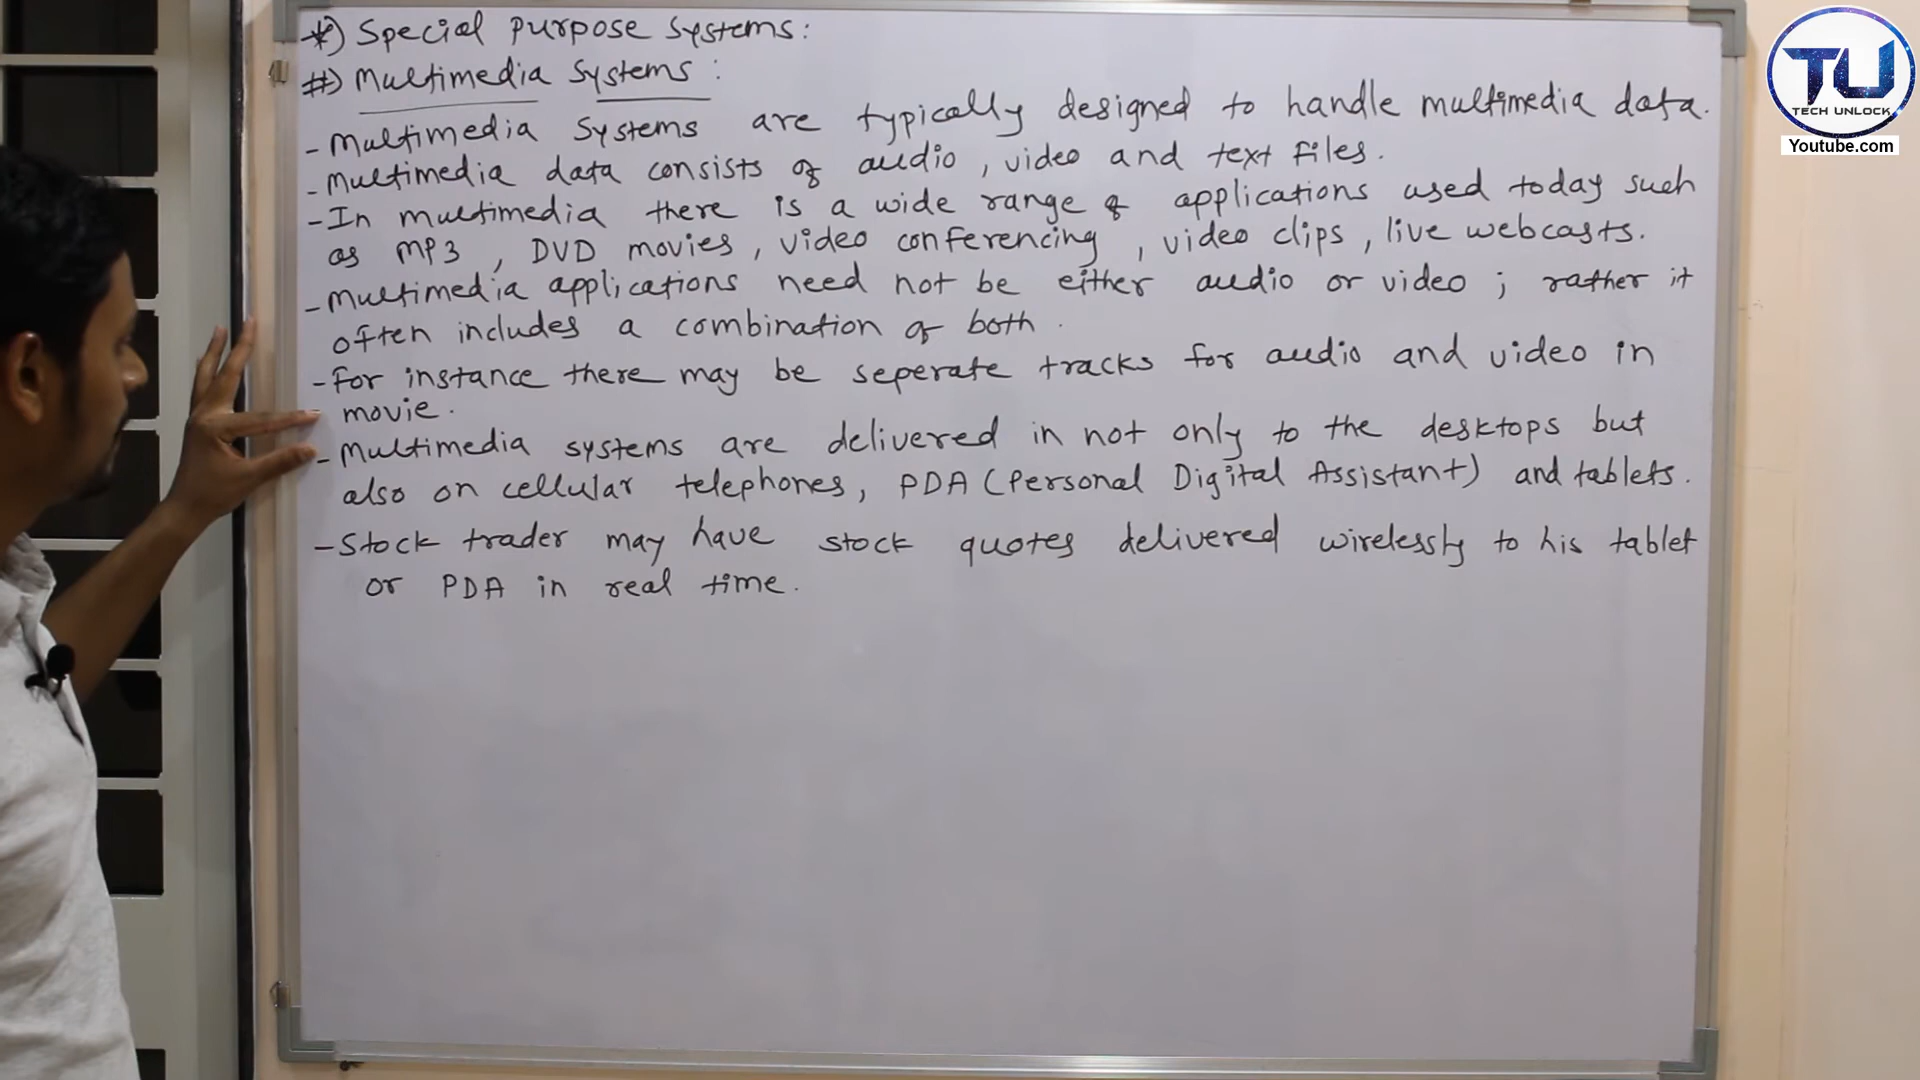 *) Special Purpose Systems:
#) Multimedia Systems :
- Multimedia Systems are typically designed to handle multimedia data.
- Multimedia data consists of audio, video and text files.
- In multimedia there is a wide range of applications used today such
as MP3, DVD movies, video conferencing, video clips, live webcasts.
- Multimedia applications need not be either audio or video ; rather it
often includes a combination of both.
- For instance there may be seperate tracks for audio and video in
- movie.
- Multimedia systems are delivered in not only to the desktops but
also on cellular telephones, PDA (Personal Digital Assistant) and tablets.
- Stock trader may have stock quotes delivered wirelessly to his tablet
or PDA in real time.
TU
TECH UNLOCK
Youtube.com